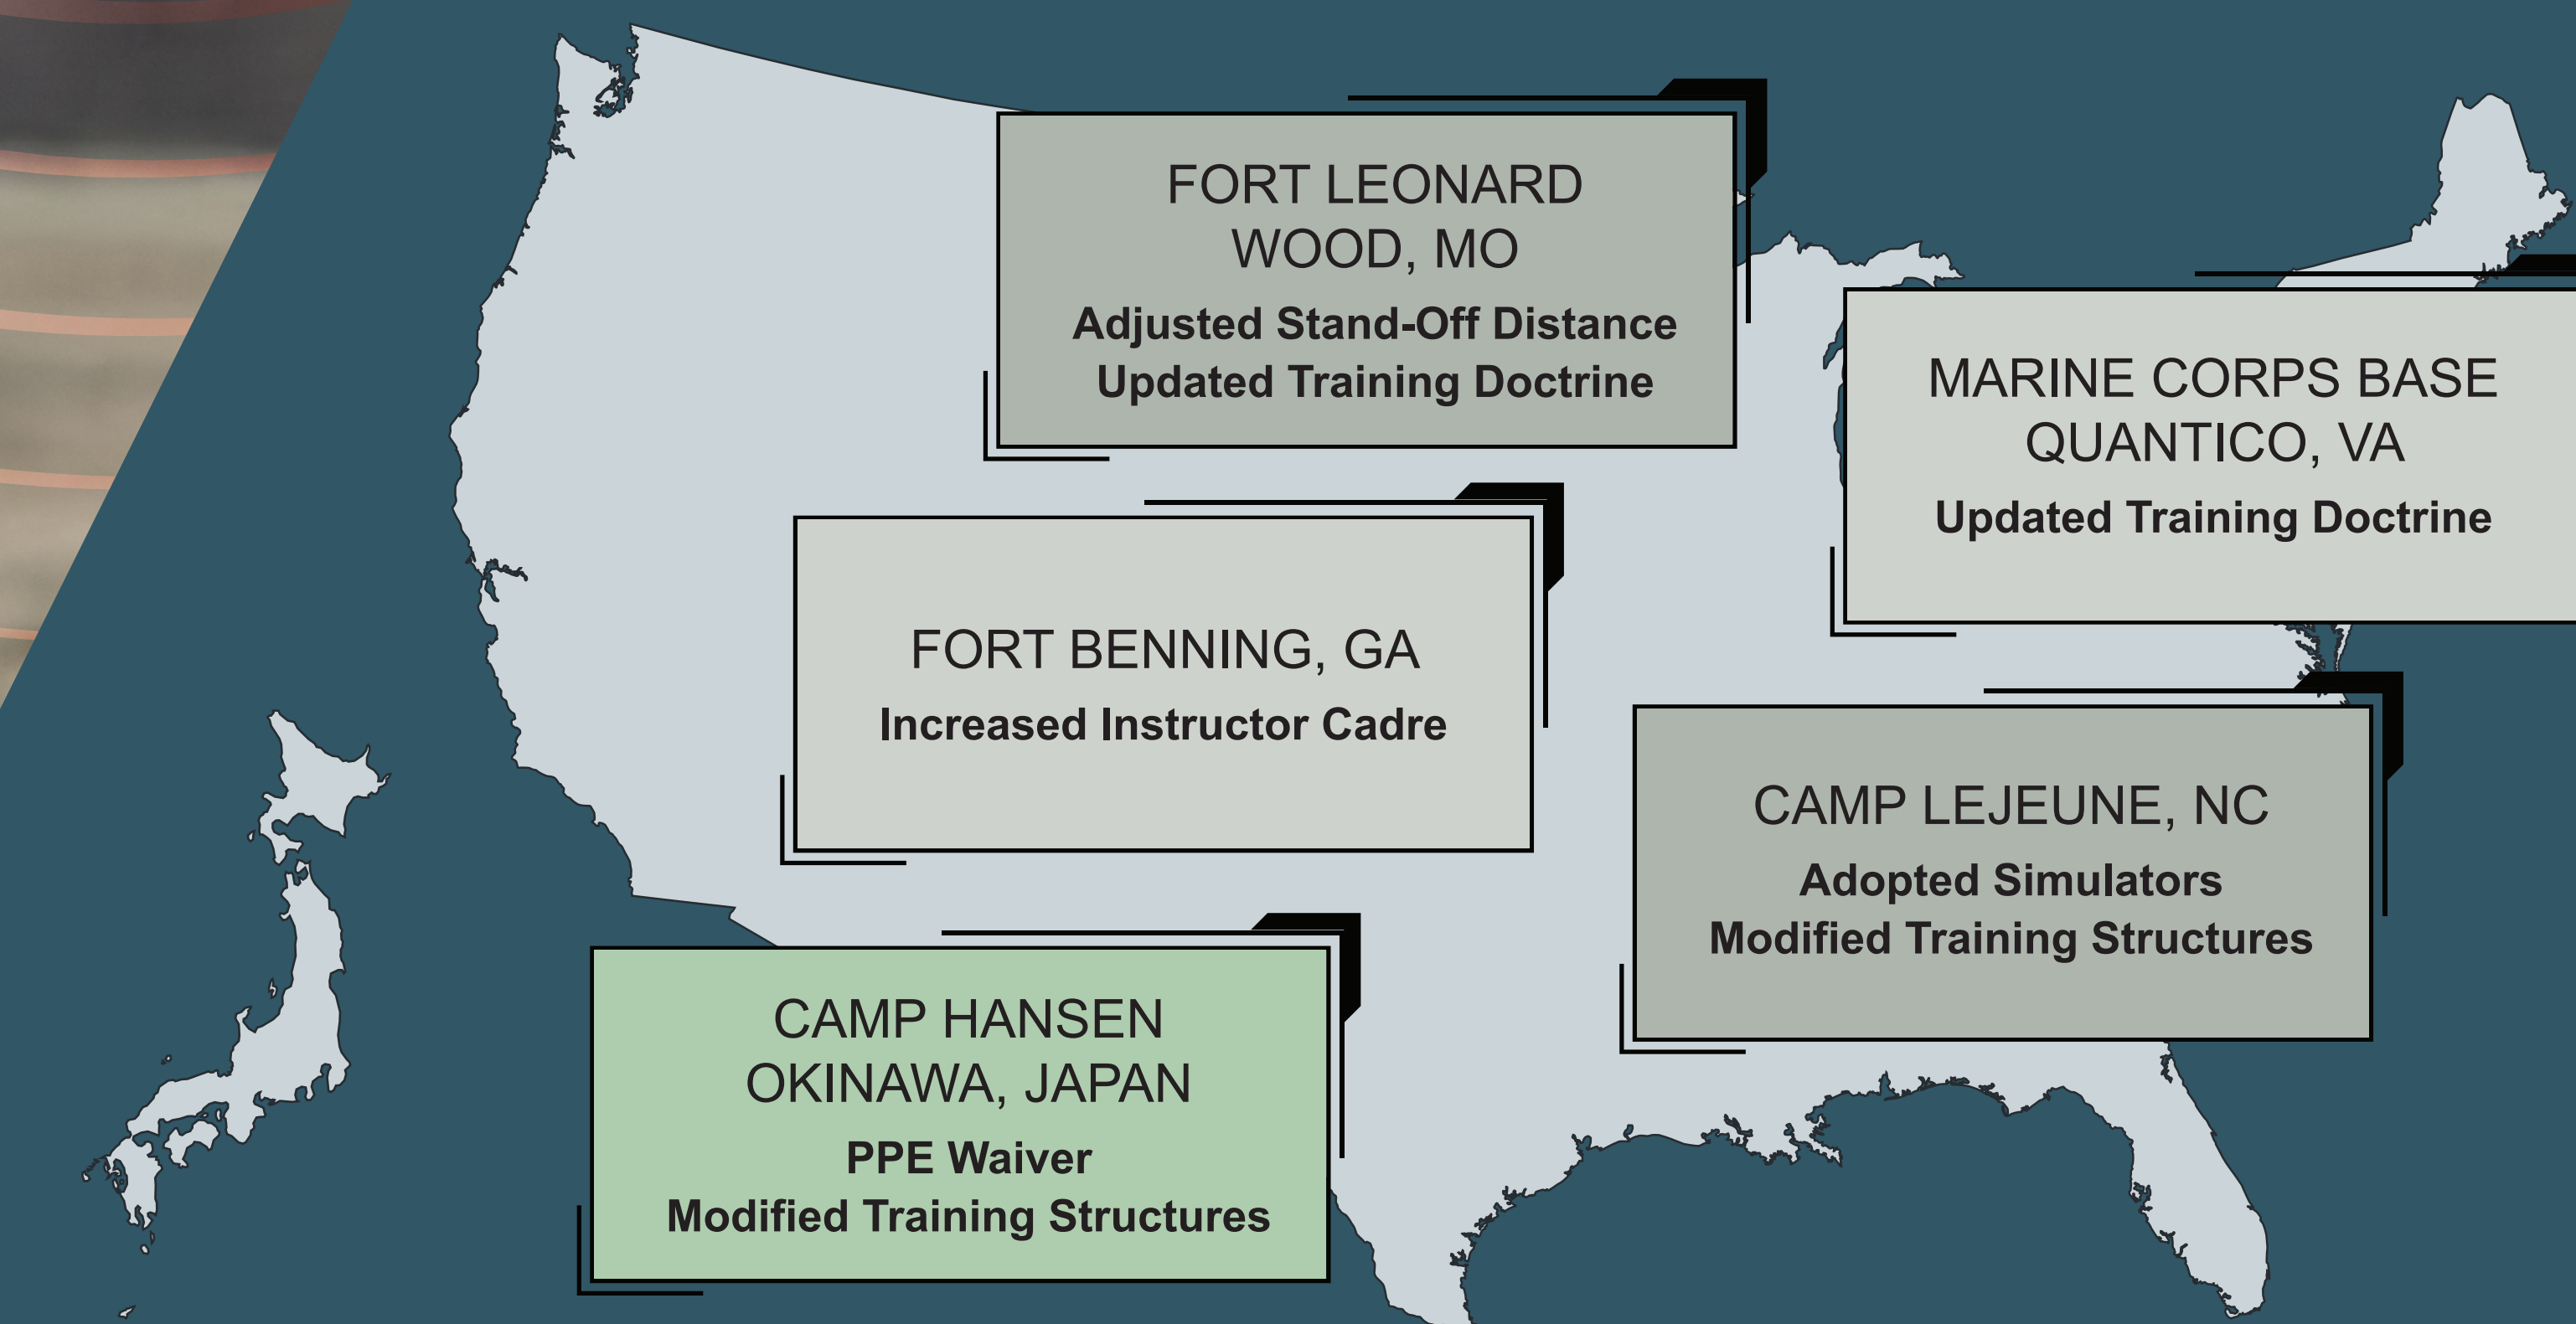 FORT LEONARD
WOOD, MO
Adjusted Stand-Off Distance
Updated Training Doctrine
MARINE CORPS BASE
QUANTICO, VA
Updated Training Doctrine
FORT BENNING, GA
Increased Instructor Cadre
CAMP LEJEUNE, NC
Adopted Simulators
Modified Training Structures
CAMP HANSEN
OKINAWA, JAPAN
PPE Waiver
Modified Training Structures